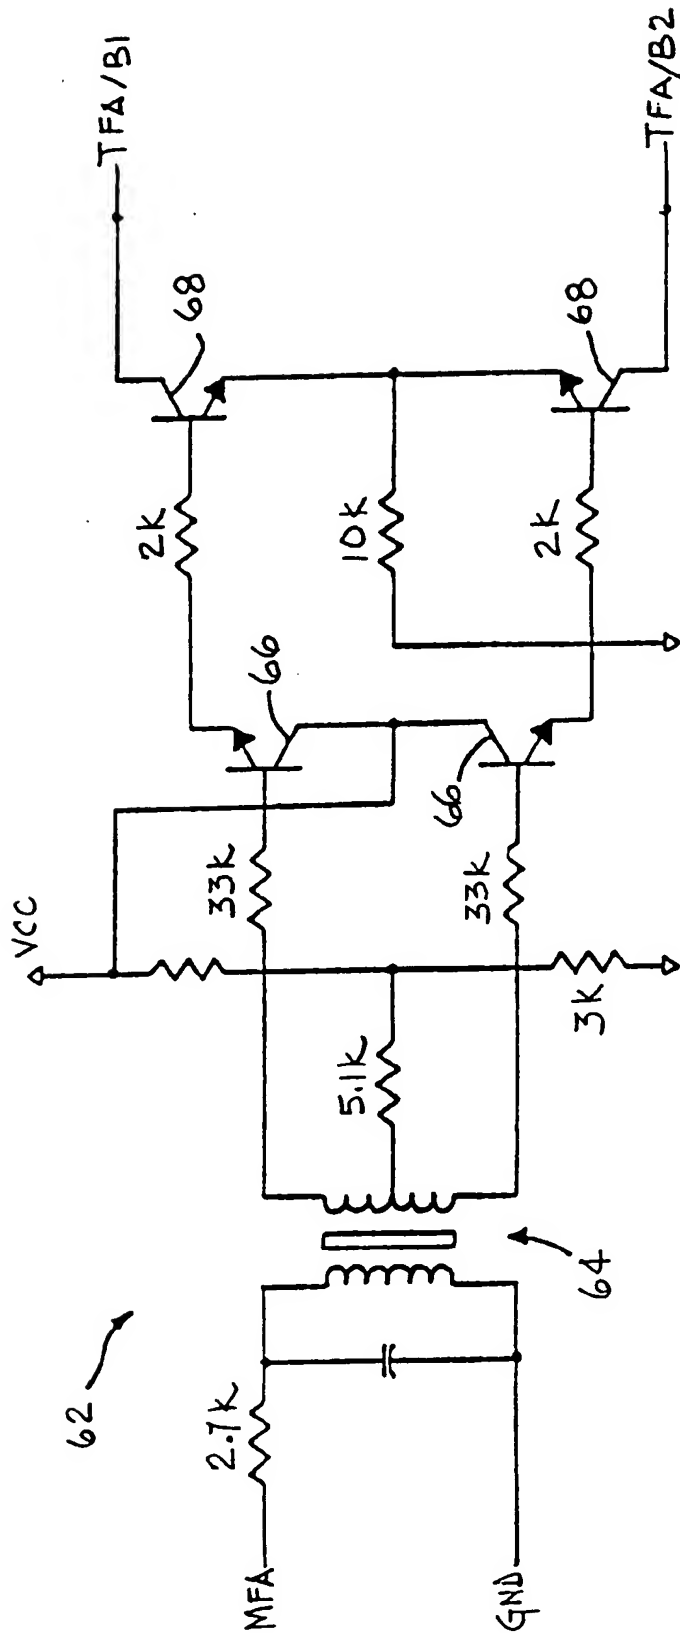 VCC
62
TFA/B1
2K
68
2.7K
33K
66
MFA
5.1K
10K
66
33K
GND
2K
64
3K
68
TFA/B2